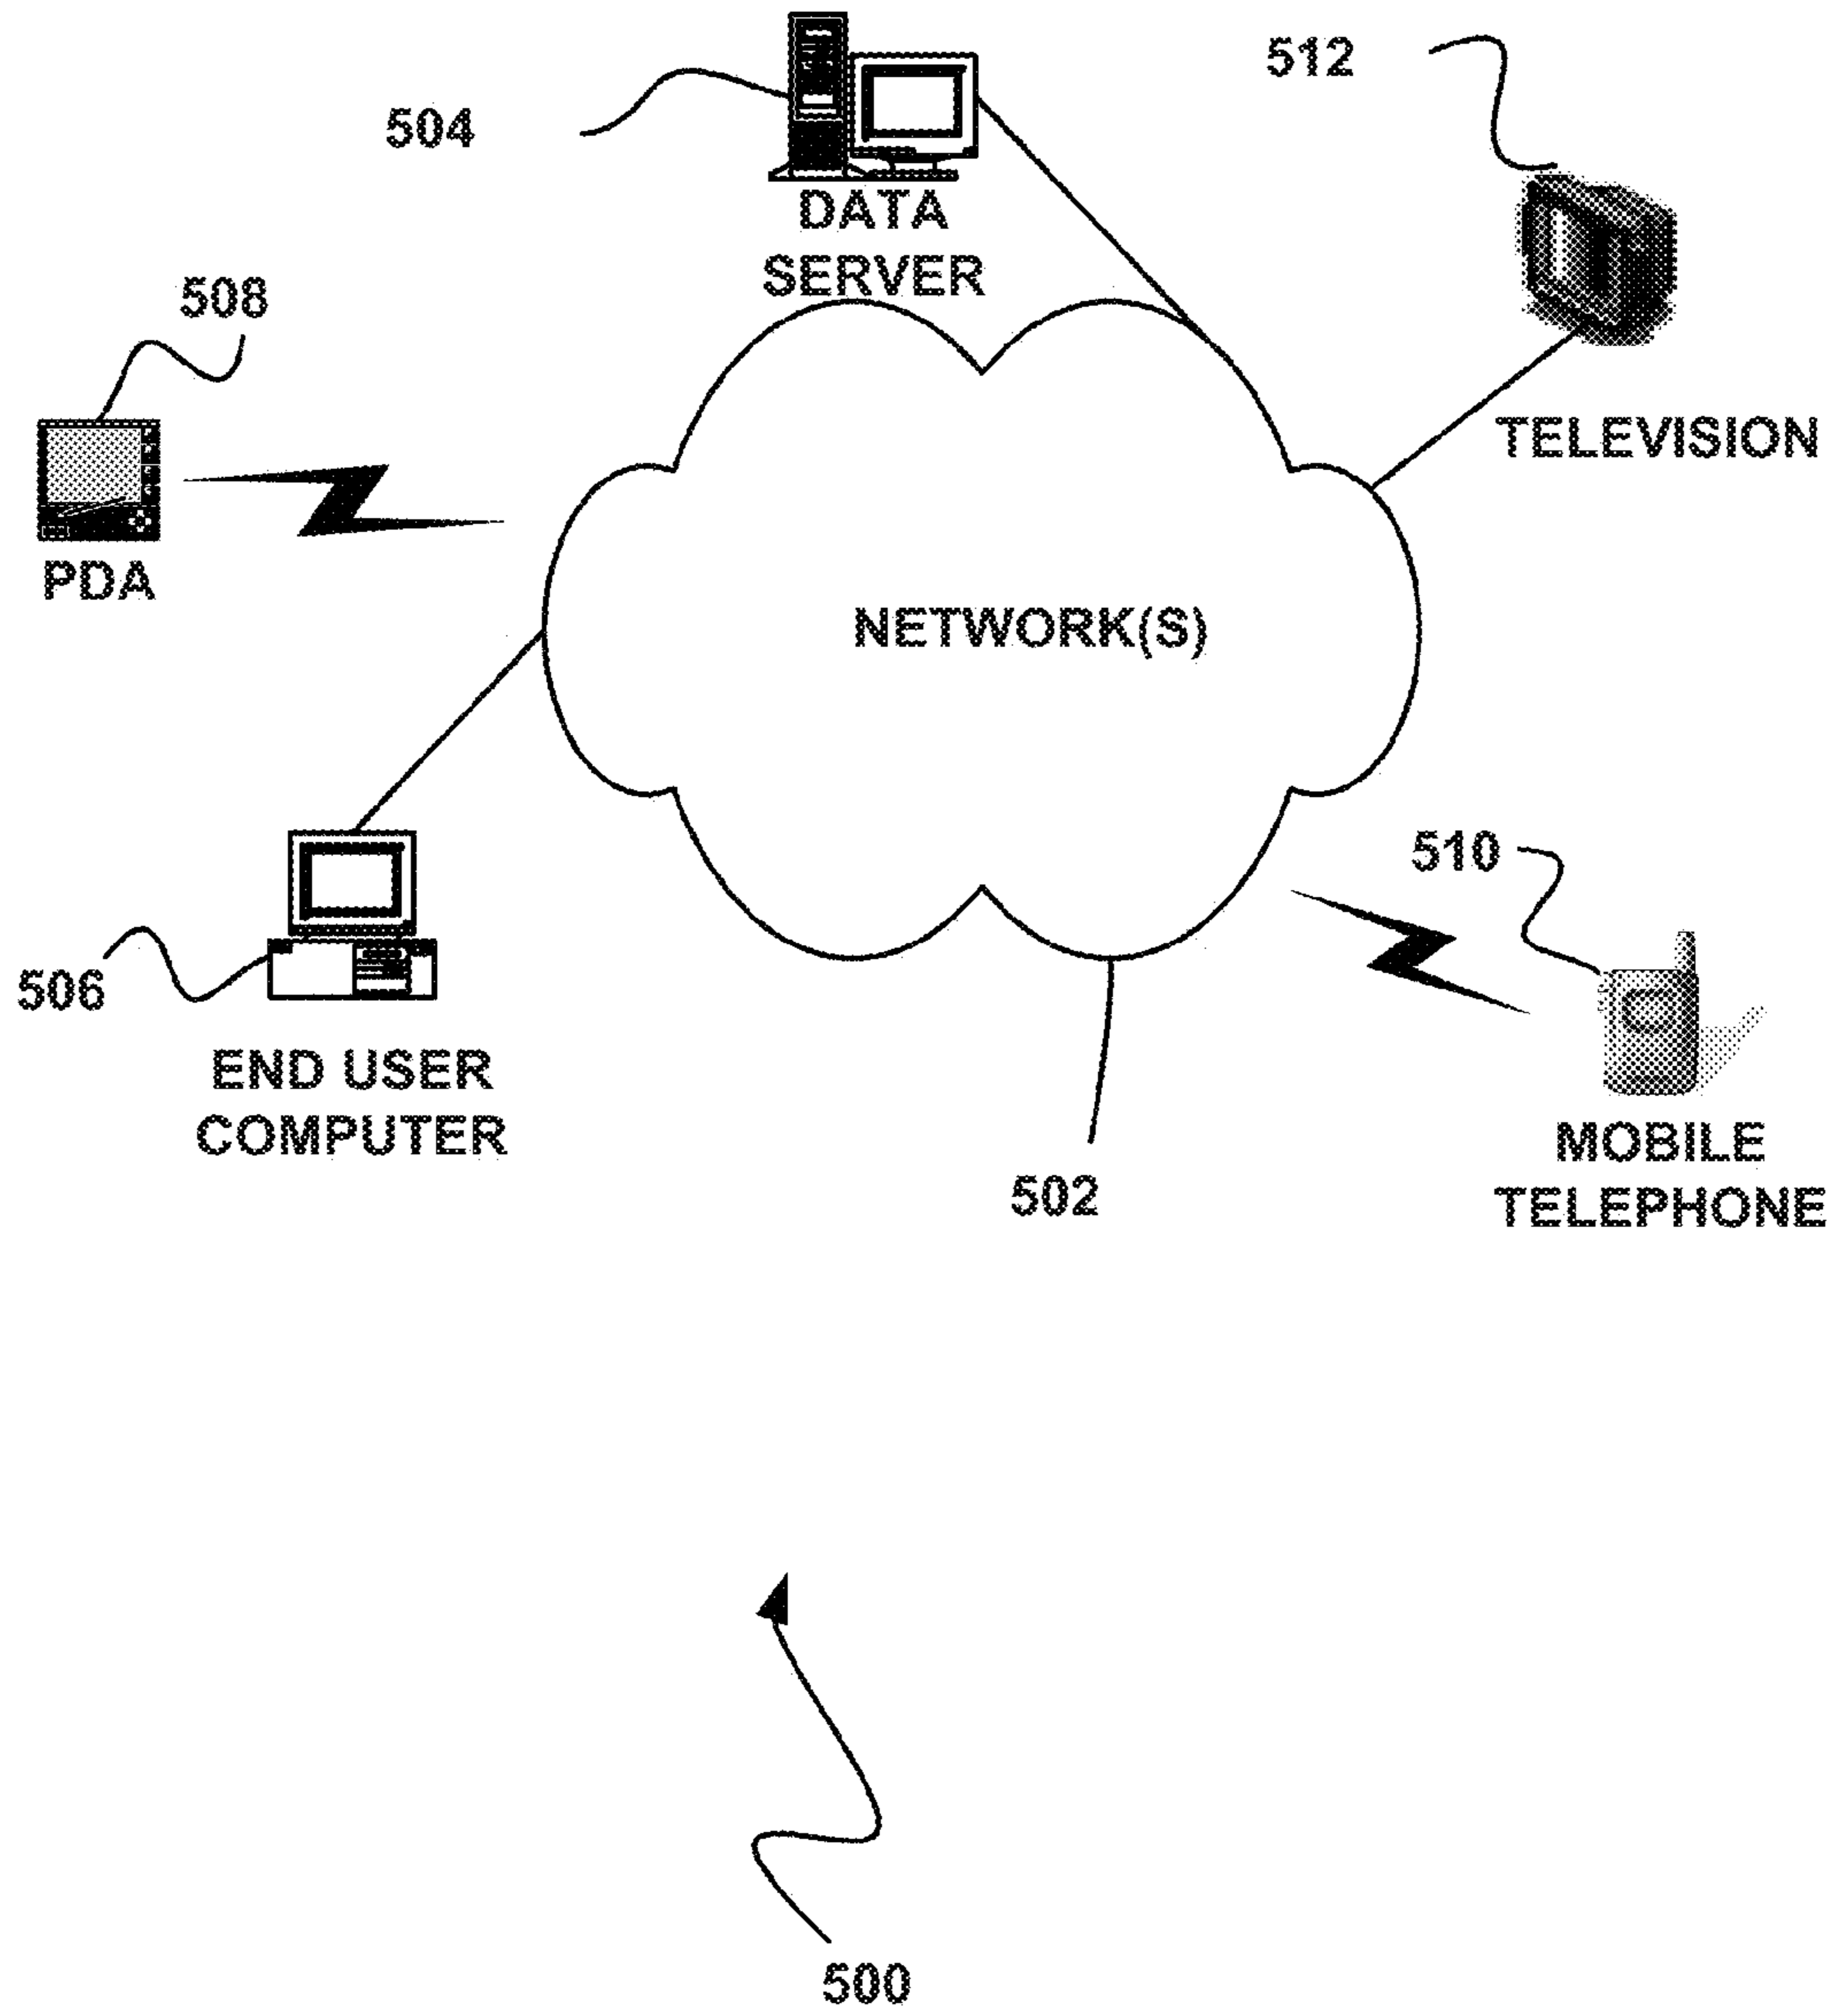 512
504
DATA
SERVER
508
TELEVISION
PDA
NETWORK(S)
510
506
END USER
COMPUTER
MOBILE
TELEPHONE
502
500